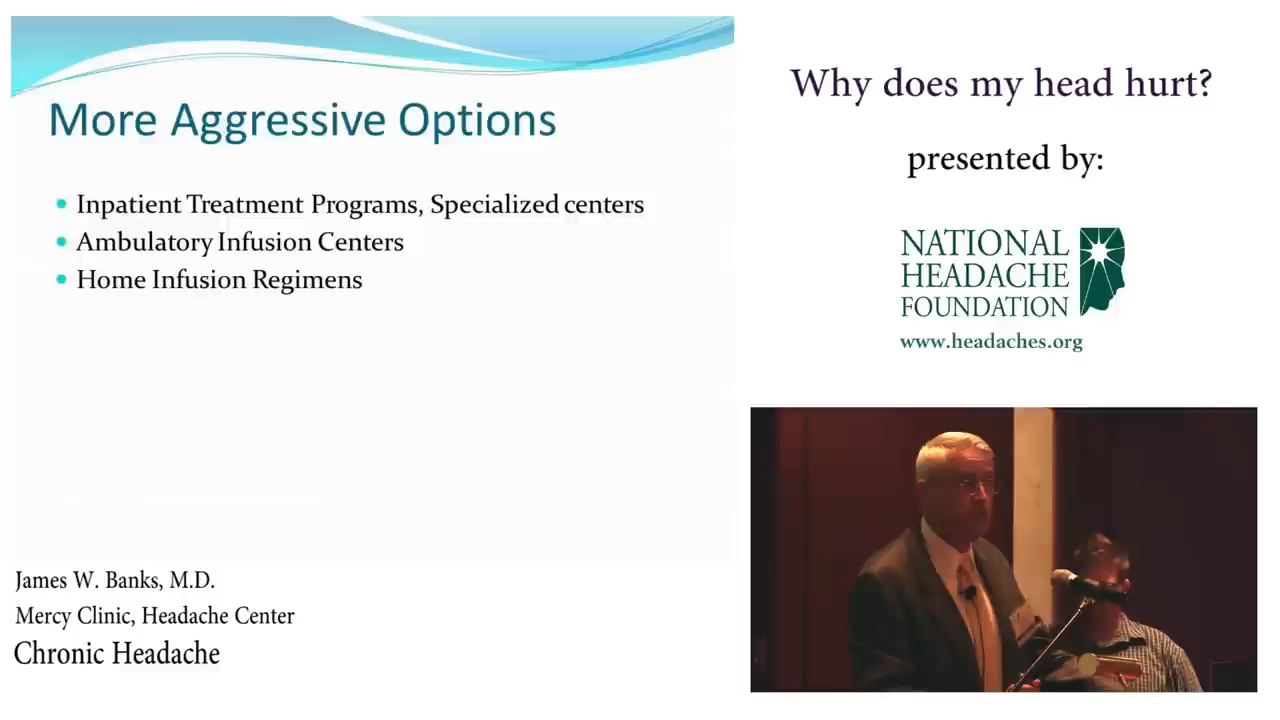 More Aggressive Options
Inpatient Treatment Programs, Specialized centers
Ambulatory Infusion Centers
Home Infusion Regimens
James W. Banks, M.D.
Mercy Clinic, Headache Center
Chronic Headache
Why does my head hurt?
presented by:
NATIONAL
HEADACHE
FOUNDATION
www.headaches.org